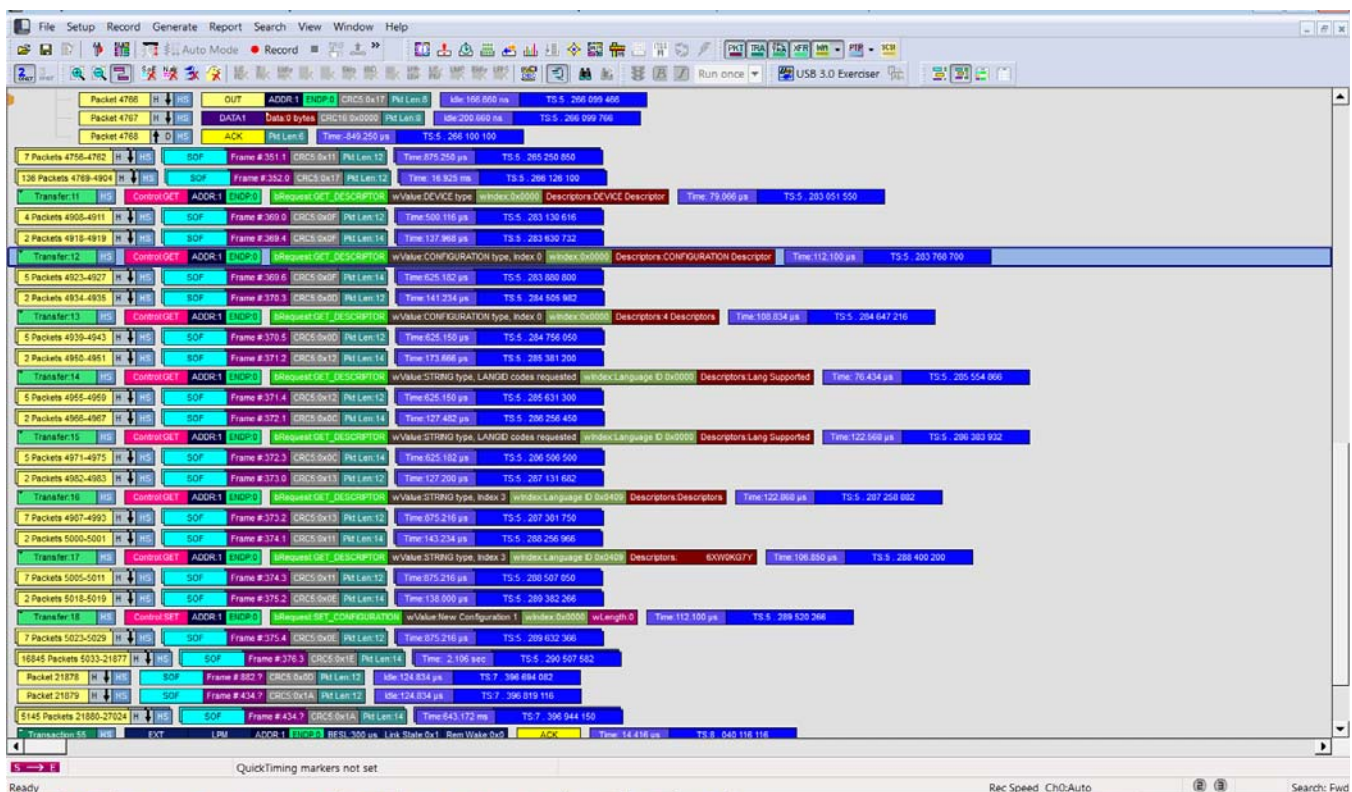 File Setup Record Generate Report Search View Window Help
Auto Mode Record PKT TRA XFR
Run once USB 3.0 Exerciser
Packet 4766 H HS OUT ADDR:1 ENDP:0 CRC5:0x17 Pkt Len:6 Idle:166.660 ns TS:5 . 266 099 466
Packet 4767 H HS DATA1 Data:0 bytes CRC16:0x0000 Pkt Len:8 Idle:200.660 ns TS:5 . 266 099 766
Packet 4768 D HS ACK Pkt Len:6 Time:-849.250 µs TS:5 . 266 100 100
7 Packets 4756-4762 H HS SOF Frame #:351.1 CRC5:0x11 Pkt Len:12 Time:875.250 µs TS:5 . 265 250 850
136 Packets 4769-4904 H HS SOF Frame #:352.0 CRC5:0x17 Pkt Len:12 Time: 16.925 ms TS:5 . 266 126 100
Transfer:11 HS Control:GET ADDR:1 ENDP:0 bRequest:GET_DESCRIPTOR wValue:DEVICE type wIndex:0x0000 Descriptors:DEVICE Descriptor Time: 79.066 µs TS:5 . 283 051 550
4 Packets 4908-4911 H HS SOF Frame #:369.0 CRC5:0x0F Pkt Len:12 Time:500.116 µs TS:5 . 283 130 616
2 Packets 4918-4919 H HS SOF Frame #:369.4 CRC5:0x0F Pkt Len:14 Time:137.968 µs TS:5 . 283 630 732
Transfer:12 HS Control:GET ADDR:1 ENDP:0 bRequest:GET_DESCRIPTOR wValue:CONFIGURATION type, Index 0 wIndex:0x0000 Descriptors:CONFIGURATION Descriptor Time:112.100 µs TS:5 . 283 768 700
5 Packets 4923-4927 H HS SOF Frame #:369.6 CRC5:0x0F Pkt Len:14 Time:625.182 µs TS:5 . 283 880 800
2 Packets 4934-4935 H HS SOF Frame #:370.3 CRC5:0x0D Pkt Len:12 Time:141.234 µs TS:5 . 284 505 982
Transfer:13 HS Control:GET ADDR:1 ENDP:0 bRequest:GET_DESCRIPTOR wValue:CONFIGURATION type, Index 0 wIndex:0x0000 Descriptors:4 Descriptors Time:108.834 µs TS:5 . 284 647 216
5 Packets 4939-4943 H HS SOF Frame #:370.5 CRC5:0x0D Pkt Len:12 Time:625.150 µs TS:5 . 284 756 050
2 Packets 4950-4951 H HS SOF Frame #:371.2 CRC5:0x12 Pkt Len:14 Time:173.666 µs TS:5 . 285 381 200
Transfer:14 HS Control:GET ADDR:1 ENDP:0 bRequest:GET_DESCRIPTOR wValue:STRING type, LANGID codes requested wIndex:Language ID 0x0000 Descriptors:Lang Supported Time: 76.434 µs TS:5 . 285 554 866
5 Packets 4955-4959 H HS SOF Frame #:371.4 CRC5:0x12 Pkt Len:12 Time:625.150 µs TS:5 . 285 631 300
2 Packets 4966-4967 H HS SOF Frame #:372.1 CRC5:0x0C Pkt Len:14 Time:127.482 µs TS:5 . 286 256 450
Transfer:15 HS Control:GET ADDR:1 ENDP:0 bRequest:GET_DESCRIPTOR wValue:STRING type, LANGID codes requested wIndex:Language ID 0x0000 Descriptors:Lang Supported Time:122.568 µs TS:5 . 286 383 932
5 Packets 4971-4975 H HS SOF Frame #:372.3 CRC5:0x0C Pkt Len:14 Time:625.182 µs TS:5 . 286 506 500
2 Packets 4982-4983 H HS SOF Frame #:373.0 CRC5:0x13 Pkt Len:12 Time:127.200 µs TS:5 . 287 131 682
Transfer:16 HS Control:GET ADDR:1 ENDP:0 bRequest:GET_DESCRIPTOR wValue:STRING type, Index 3 wIndex:Language ID 0x0409 Descriptors:Descriptors Time:122.868 µs TS:5 . 287 258 882
7 Packets 4987-4993 H HS SOF Frame #:373.2 CRC5:0x13 Pkt Len:12 Time:875.216 µs TS:5 . 287 381 750
2 Packets 5000-5001 H HS SOF Frame #:374.1 CRC5:0x11 Pkt Len:12 Time:143.234 µs TS:5 . 288 256 966
Transfer:17 HS Control:GET ADDR:1 ENDP:0 bRequest:GET_DESCRIPTOR wValue:STRING type, Index 3 wIndex:Language ID 0x0409 Descriptors: 6XW0KG7Y Time:106.850 µs TS:5 . 288 400 200
7 Packets 5005-5011 H HS SOF Frame #:374.3 CRC5:0x11 Pkt Len:12 Time:875.216 µs TS:5 . 288 507 050
2 Packets 5018-5019 H HS SOF Frame #:375.2 CRC5:0x0E Pkt Len:12 Time:138.000 µs TS:5 . 289 382 266
Transfer:18 HS Control:SET ADDR:1 ENDP:0 bRequest:SET_CONFIGURATION wValue:New Configuration 1 wIndex:0x0000 wLength:0 Time:112.100 µs TS:5 . 289 520 266
7 Packets 5023-5029 H HS SOF Frame #:375.4 CRC5:0x0E Pkt Len:12 Time:875.216 µs TS:5 . 289 632 366
16845 Packets 5033-21877 H HS SOF Frame #:376.3 CRC5:0x1E Pkt Len:14 Time: 2.106 sec TS:5 . 290 507 582
Packet 21878 H HS SOF Frame #:882.? CRC5:0x0D Pkt Len:12 Idle:124.834 µs TS:7 . 396 694 082
Packet 21879 H HS SOF Frame #:434.? CRC5:0x1A Pkt Len:12 Idle:124.834 µs TS:7 . 396 819 116
5145 Packets 21880-27024 H HS SOF Frame #:434.? CRC5:0x1A Pkt Len:14 Time:643.172 ms TS:7 . 396 944 150
Transaction 55 HS EXT LPM ADDR:1 ENDP:0 BESL:300 µs Link State:0x1 Rem Wake:0x0 ACK Time: 14.416 µs TS:8 . 040 116 116
S E QuickTiming markers not set
Ready Rec Speed Ch0:Auto Search: Fwd